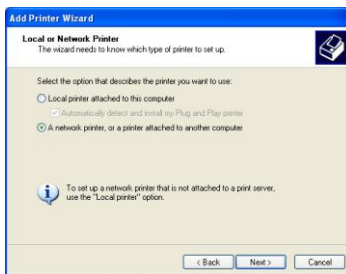 Add Printer Wizard
Local or Network Printer
The wizard needs to know which type of printer to set up.
Select the option that describes the printer you want to use:
Local printer attached to this computer
Automatically detect and install my Plug and Play printer
A network printer, or a printer attached to another computer
To set up a network printer that is not attached to a print server,
use the "Local printer" option.
< Back
Next >
Cancel